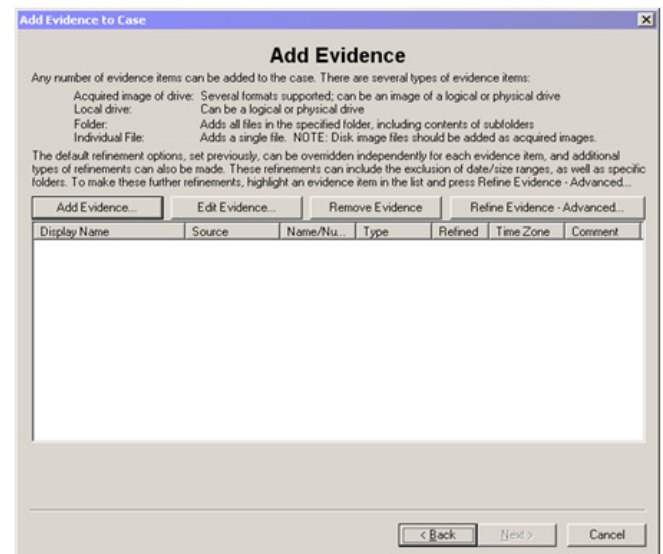 Add Evidence to Case
Add Evidence
Any number of evidence items can be added to the case. There are several types of evidence items:
Acquired image of drive: Several formats supported; can be an image of a logical or physical drive
Local drive: Can be a logical or physical drive
Folder: Adds all files in the specified folder, including contents of subfolders
Individual File: Adds a single file. NOTE: Disk image files should be added as acquired images.
The default refinement options, set previously, can be overridden independently for each evidence item, and additional
types of refinements can also be made. These refinements can include the exclusion of date/size ranges, as well as specific
folders. To make these further refinements, highlight an evidence item in the list and press Refine Evidence - Advanced...
Add Evidence... Edit Evidence... Remove Evidence Refine Evidence - Advanced...
Display Name Source Name/Nu... Type Refined Time Zone Comment
< Back Next > Cancel